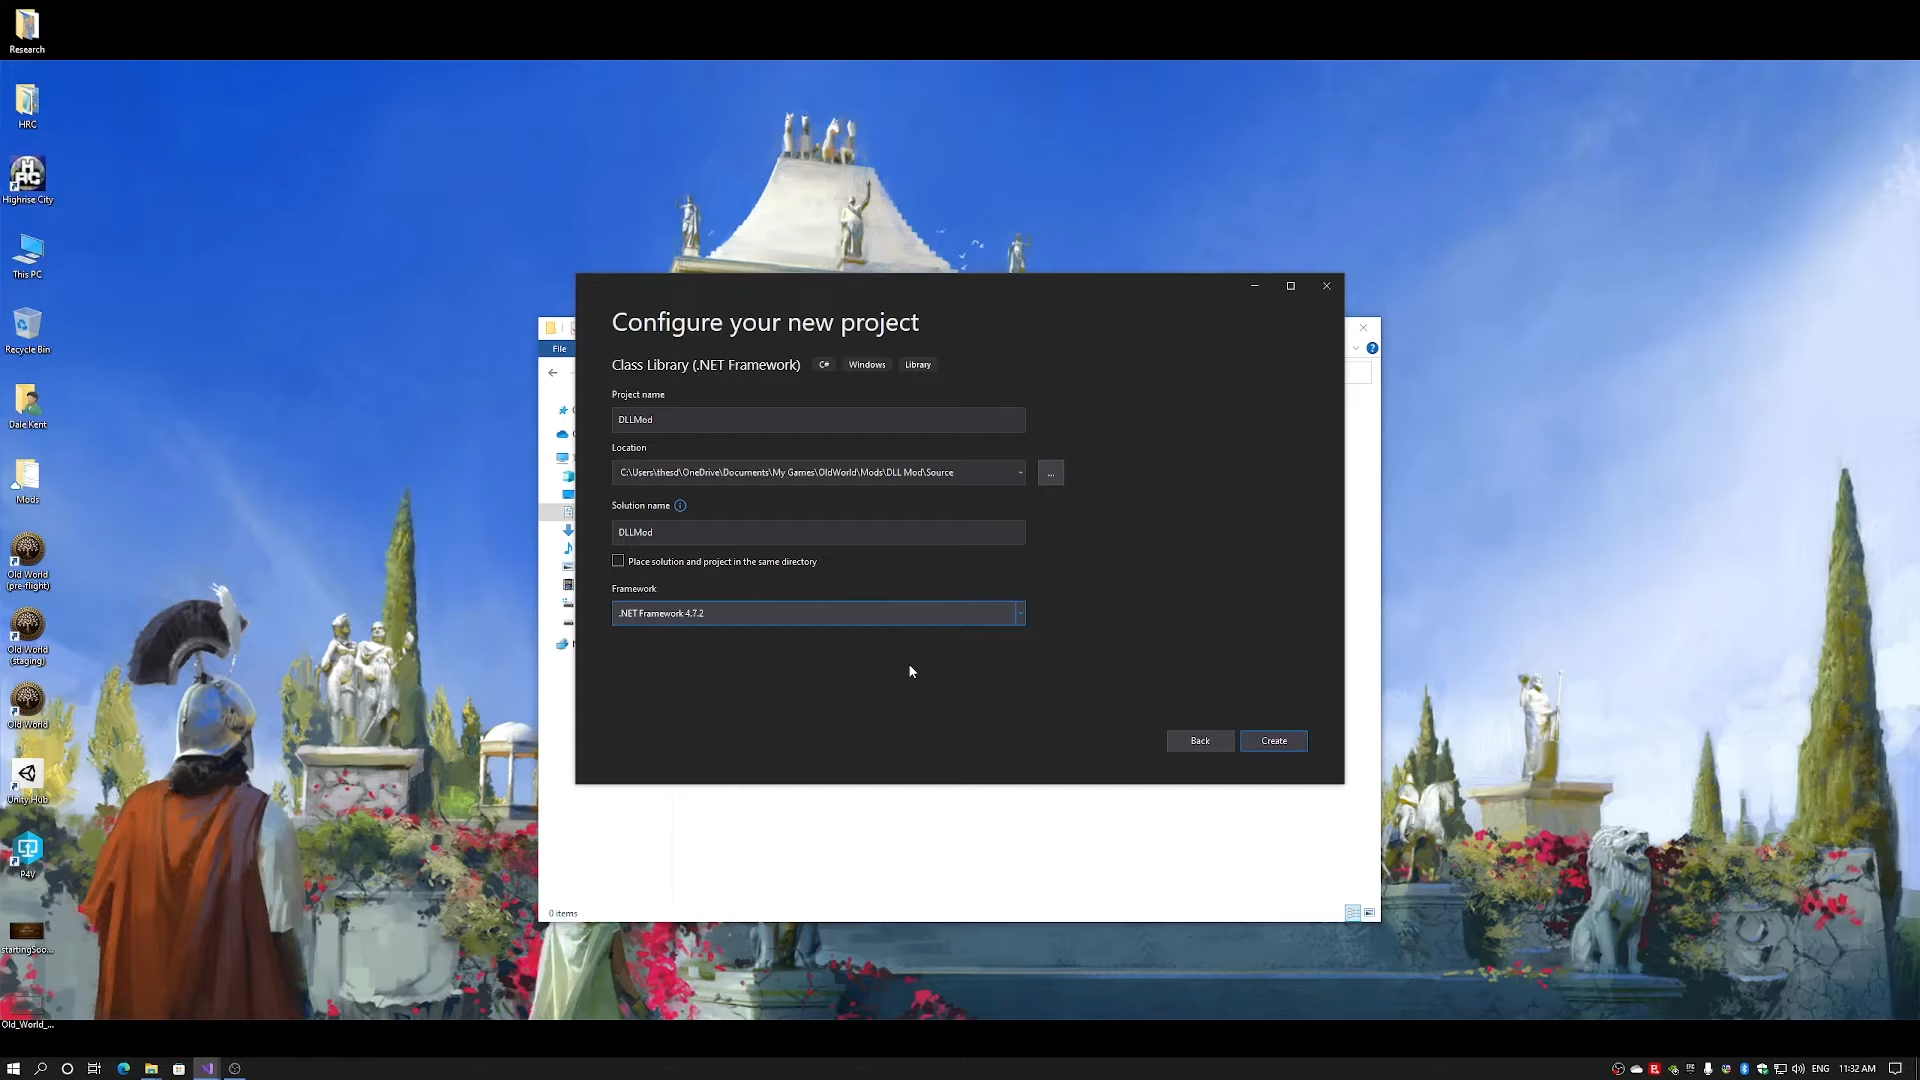 Research
HRC
Highrise City
This PC
Recycle Bin
Dale Kent
Mods
Old World
(pre-flight)
Old World
(staging)
Old World
Unity Hub
P4V
startingSoo...
Old_World_...
File
0 items
Configure your new project
Class Library (.NET Framework) C# Windows Library
Project name
DLLMod
Location
C:\Users\thesd\OneDrive\Documents\My Games\OldWorld\Mods\DLL Mod\Source
...
Solution name
DLLMod
Place solution and project in the same directory
Framework
.NET Framework 4.7.2
Back
Create
ENG
11:32 AM